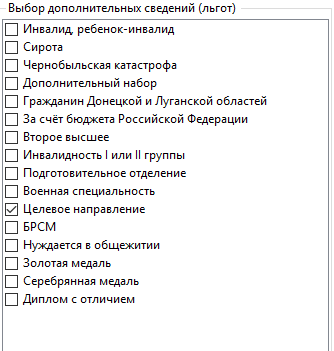 Выбор дополнительных сведений (льгот)
Инвалид, ребенок-инвалид
Сирота
Чернобыльская катастрофа
Дополнительный набор
Гражданин Донецкой и Луганской областей
За счёт бюджета Российской Федерации
Второе высшее
Инвалидность I или II группы
Подготовительное отделение
Военная специальность
Целевое направление
БРСМ
Нуждается в общежитии
Золотая медаль
Серебрянная медаль
Диплом с отличием